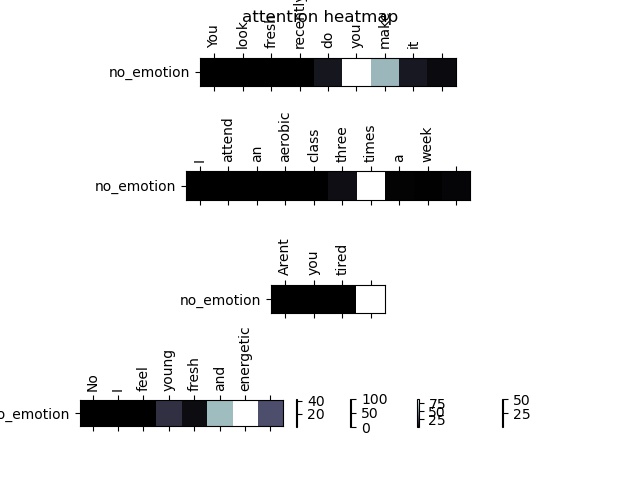 attention heatmap
You look fresh recently do you make it
no_emotion
I attend an aerobic class three times a week
no_emotion
Arent you tired
no_emotion
No I feel young fresh and energetic
o_emotion
40 20
100 50 0
75 50 25
50 25